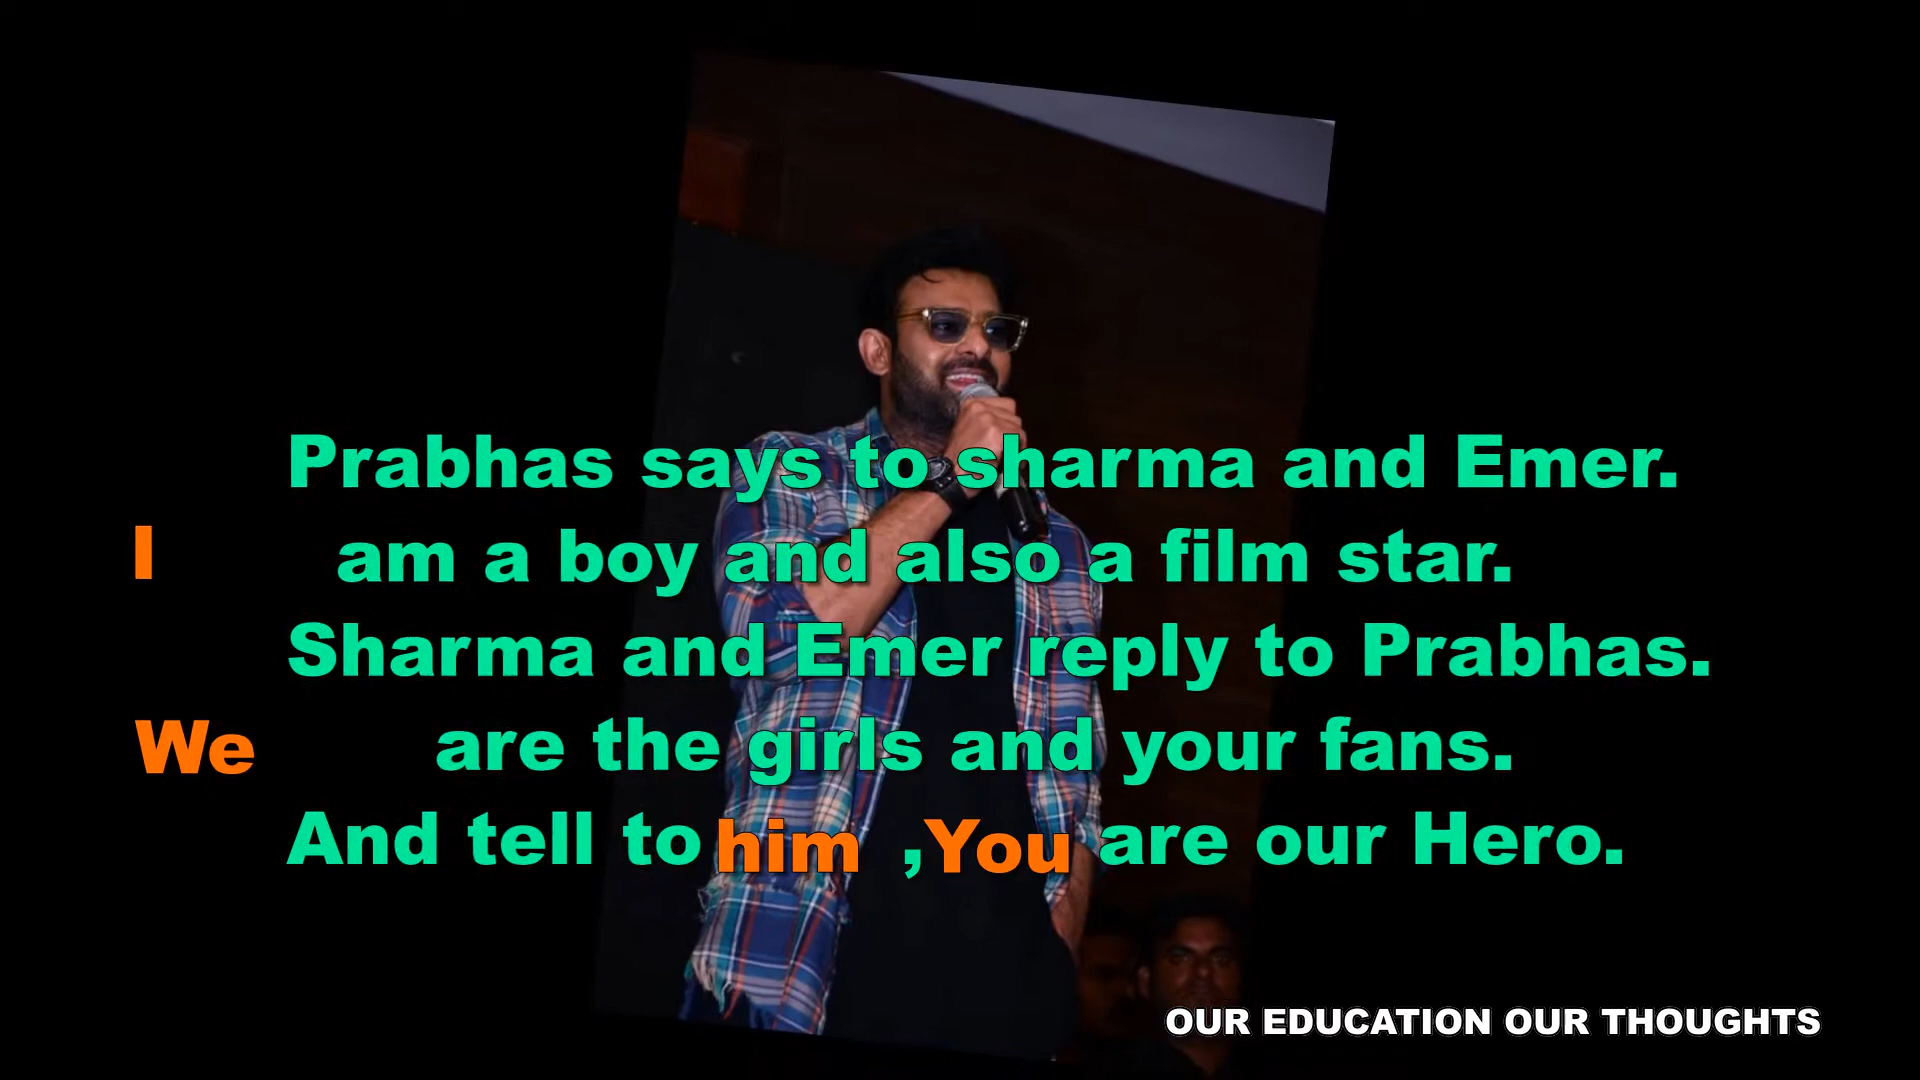 Prabhas says to sharma and Emer.
I am a boy and also a film star.
Sharma and Emer reply to Prabhas.
We are the girls and your fans.
And tell to him ,You are our Hero.
OUR EDUCATION OUR THOUGHTS